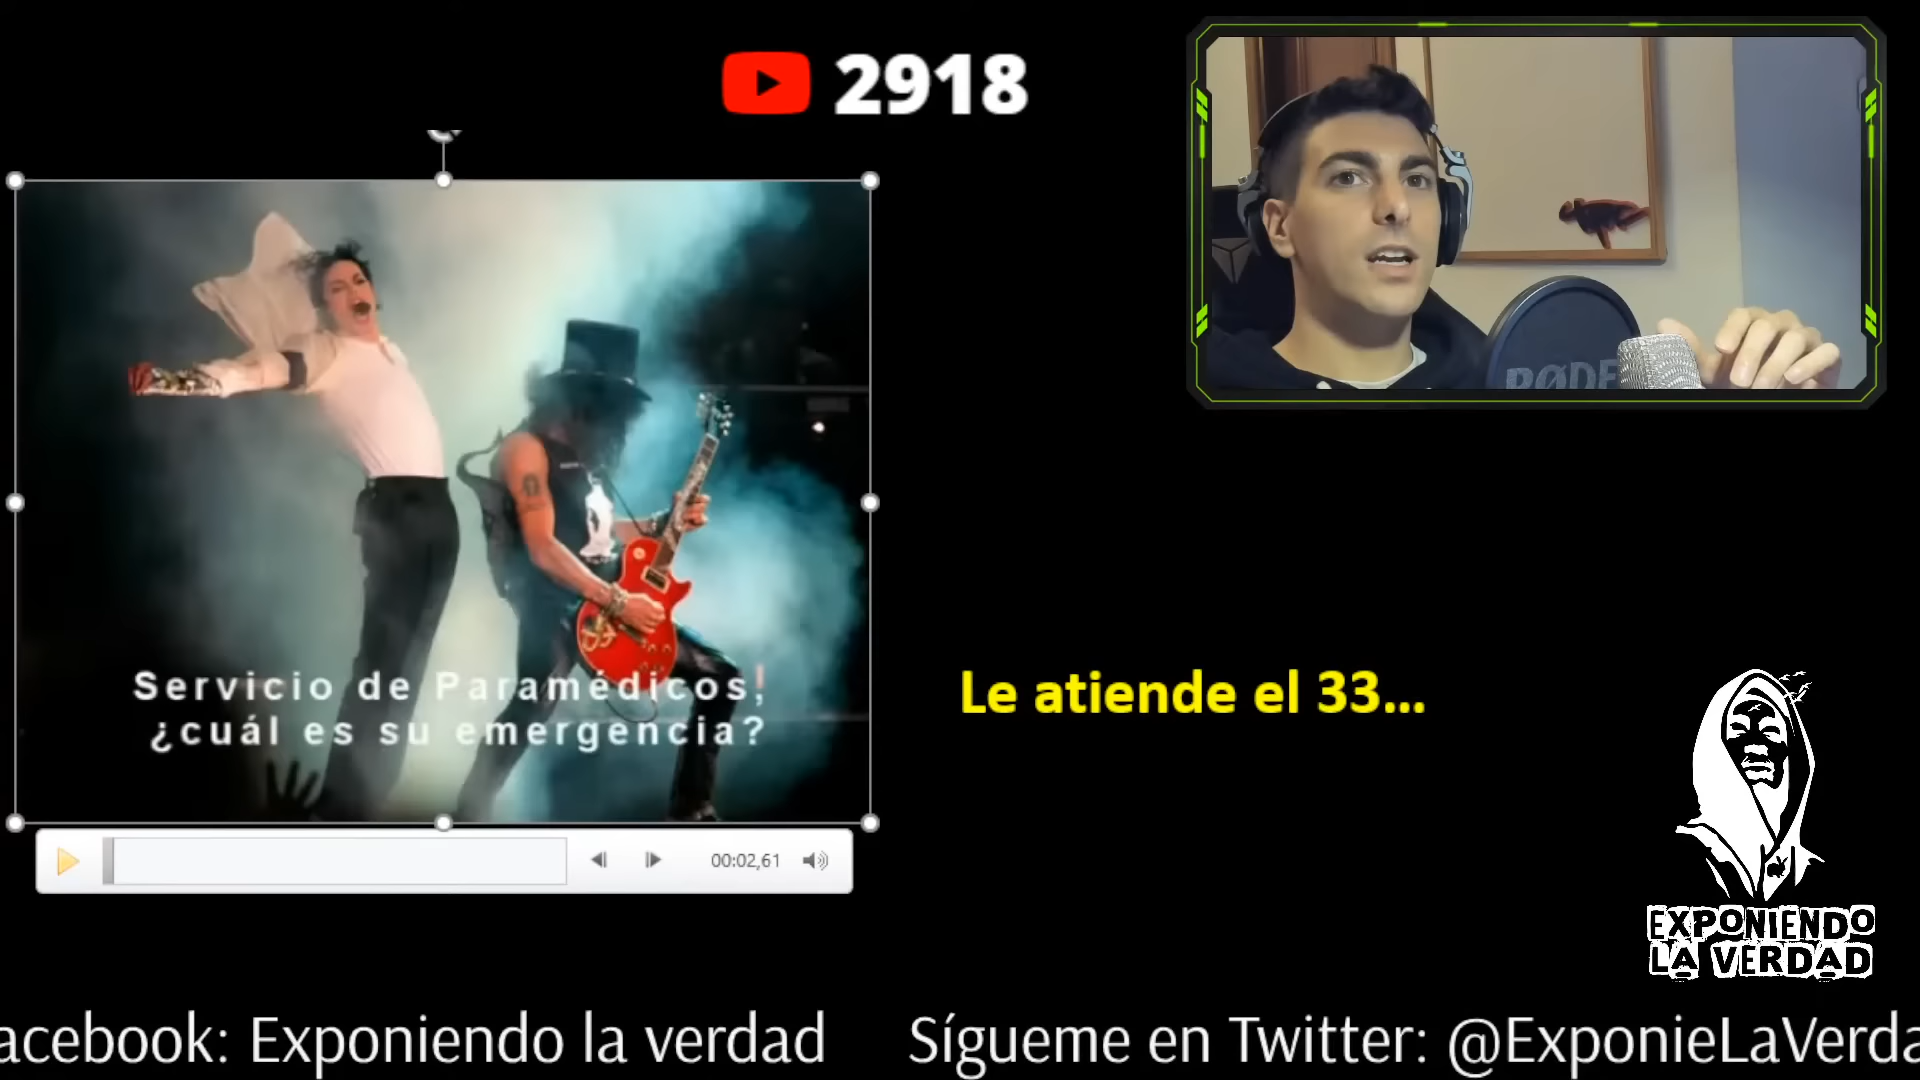 2918
Servicio de Paramédicos,
¿cuál es su emergencia?
00:02,61
Le atiende el 33...
RØDE
EXPONIENDO
LA VERDAD
acebook: Exponiendo la verdad Sígueme en Twitter: @ExponieLaVerda